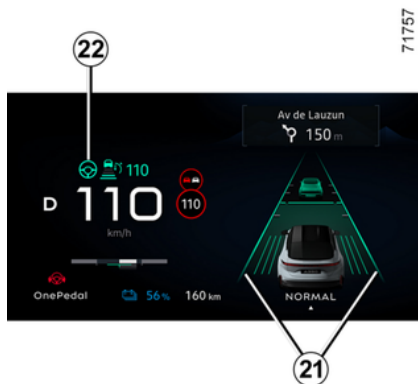 71757
22
Av de Lauzun
150 m
110
D 110 110
km/h
OnePedal 56% 160 km
NORMAL
21